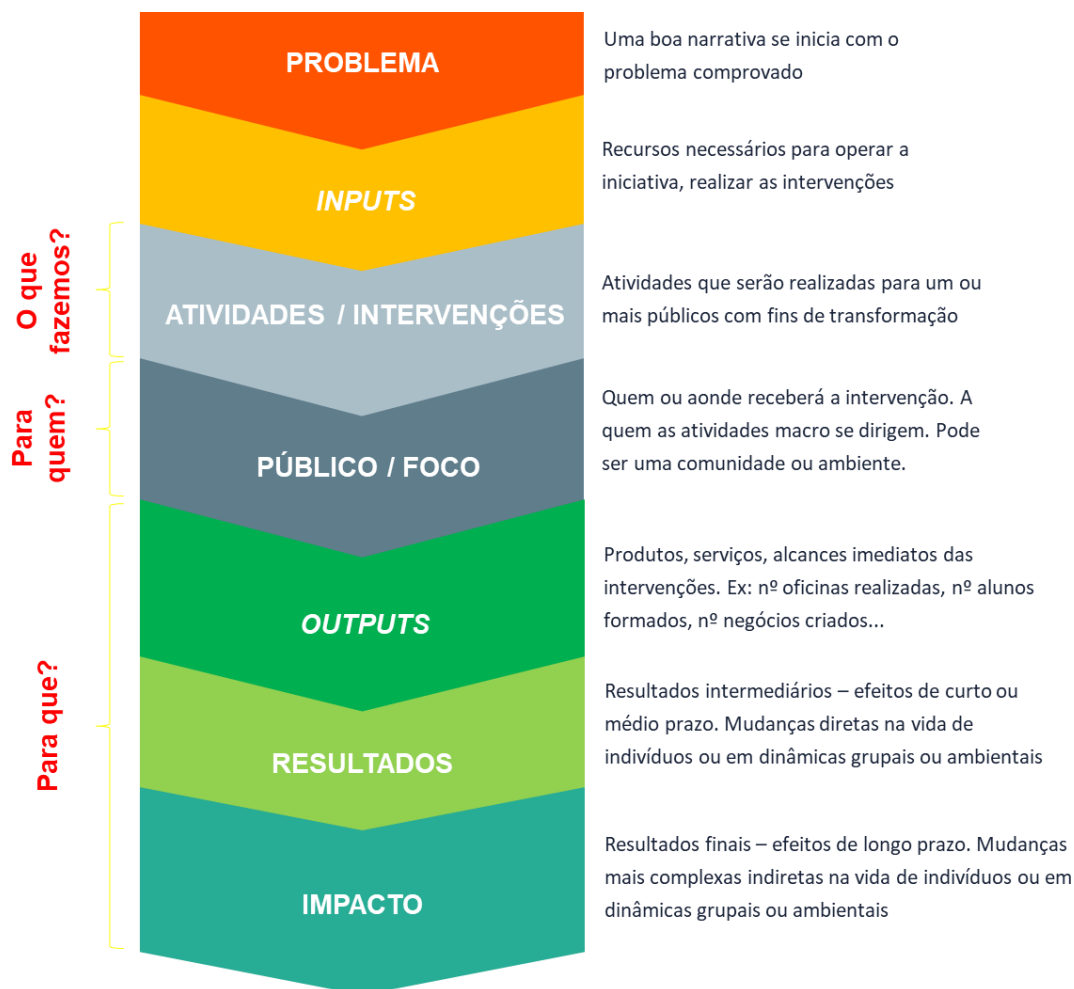 PROBLEMA
Uma boa narrativa se inicia com o
problema comprovado
INPUTS
Recursos necessários para operar a
iniciativa, realizar as intervenções
O que
fazemos?
ATIVIDADES / INTERVENÇÕES
Atividades que serão realizadas para um ou
mais públicos com fins de transformação
Para
quem?
PÚBLICO / FOCO
Quem ou aonde receberá a intervenção. A
quem as atividades macro se dirigem. Pode
ser uma comunidade ou ambiente.
Para que?
OUTPUTS
Produtos, serviços, alcances imediatos das
intervenções. Ex: nº oficinas realizadas, nº alunos
formados, nº negócios criados...
RESULTADOS
Resultados intermediários – efeitos de curto ou
médio prazo. Mudanças diretas na vida de
indivíduos ou em dinâmicas grupais ou ambientais
IMPACTO
Resultados finais – efeitos de longo prazo. Mudanças
mais complexas indiretas na vida de indivíduos ou em
dinâmicas grupais ou ambientais